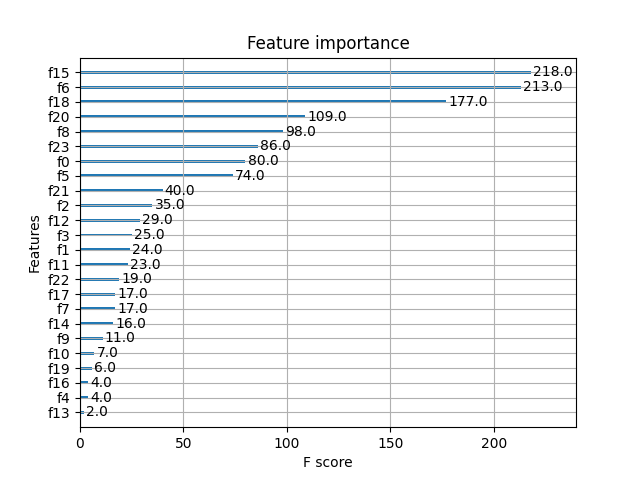 Feature importance
f15 218.0
f6 213.0
f18 177.0
f20 109.0
f8 98.0
f23 86.0
f0 80.0
f5 74.0
f21 40.0
f2 35.0
f12 29.0
f3 25.0
f1 24.0
f11 23.0
f22 19.0
f17 17.0
f7 17.0
f14 16.0
f9 11.0
f10 7.0
f19 6.0
f16 4.0
f4 4.0
f13 2.0
Features
0 50 100 150 200
F score